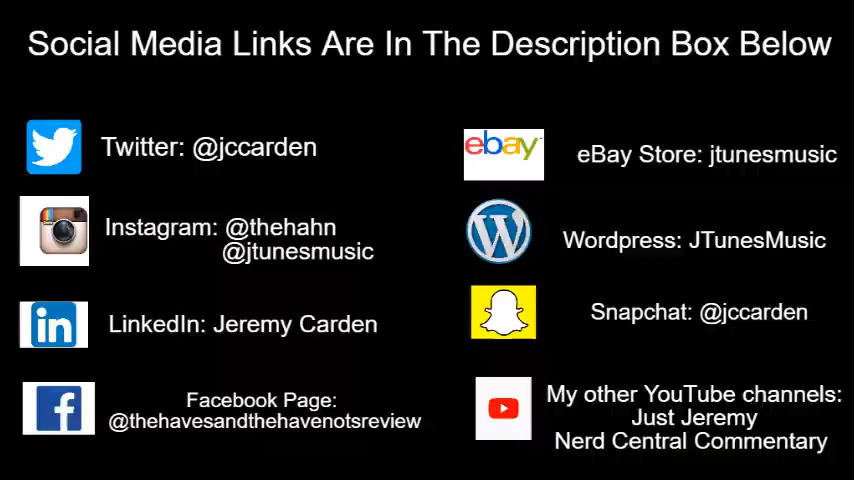 Social Media Links Are In The Description Box Below
Twitter: @jccarden
Instagram: @thehahn
@jtunesmusic
in
LinkedIn: Jeremy Carden
f
Facebook Page:
@thehavesandthehavenotsreview
ebay
eBay Store: jtunesmusic
W
Wordpress: JTunesMusic
Snapchat: @jccarden
My other YouTube channels:
Just Jeremy
Nerd Central Commentary